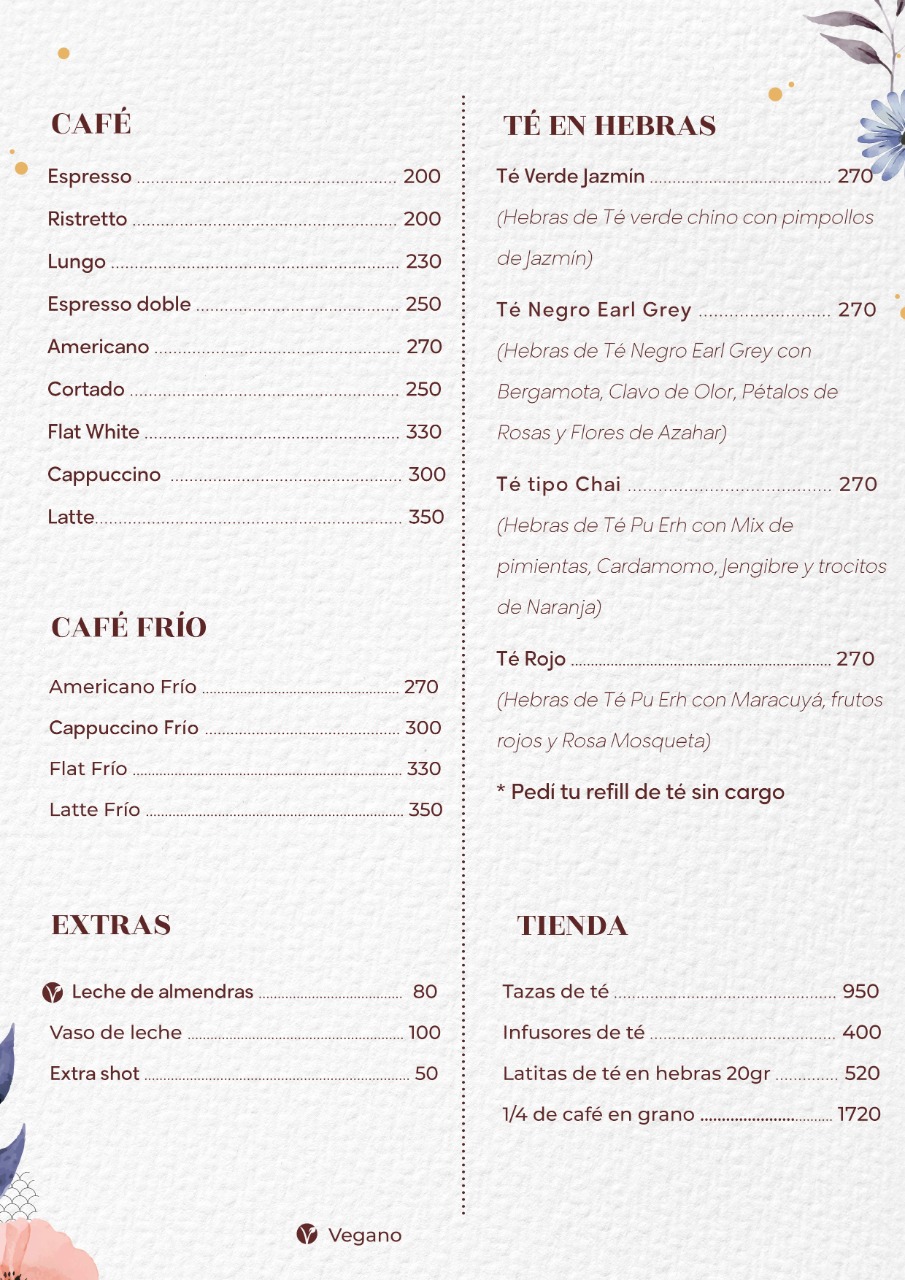 CAFÉ
Espresso ........................................................ 200
Ristretto ........................................................ 200
Lungo ........................................................ 230
Espresso doble ........................................................ 250
Americano ........................................................ 270
Cortado ........................................................ 250
Flat White ........................................................ 330
Cappuccino ........................................................ 300
Latte........................................................ 350
CAFÉ FRÍO
Americano Frío ........................................................ 270
Cappuccino Frío ........................................................ 300
Flat Frío ........................................................ 330
Latte Frío ........................................................ 350
EXTRAS
Leche de almendras ........................................ 80
Vaso de leche ........................................................ 100
Extra shot ........................................................ 50
TÉ EN HEBRAS
Té Verde Jazmín ........................................ 270
(Hebras de Té verde chino con pimpollos
de Jazmín)
Té Negro Earl Grey .............................. 270
(Hebras de Té Negro Earl Grey con
Bergamota, Clavo de Olor, Pétalos de
Rosas y Flores de Azahar)
Té tipo Chai ........................................ 270
(Hebras de Té Pu Erh con Mix de
pimientas, Cardamomo, Jengibre y trocitos
de Naranja)
Té Rojo ........................................................ 270
(Hebras de Té Pu Erh con Maracuyá, frutos
rojos y Rosa Mosqueta)
* Pedí tu refill de té sin cargo
TIENDA
Tazas de té ........................................ 950
Infusores de té ........................................ 400
Latitas de té en hebras 20gr ............. 520
1/4 de café en grano .............................. 1720
Vegano